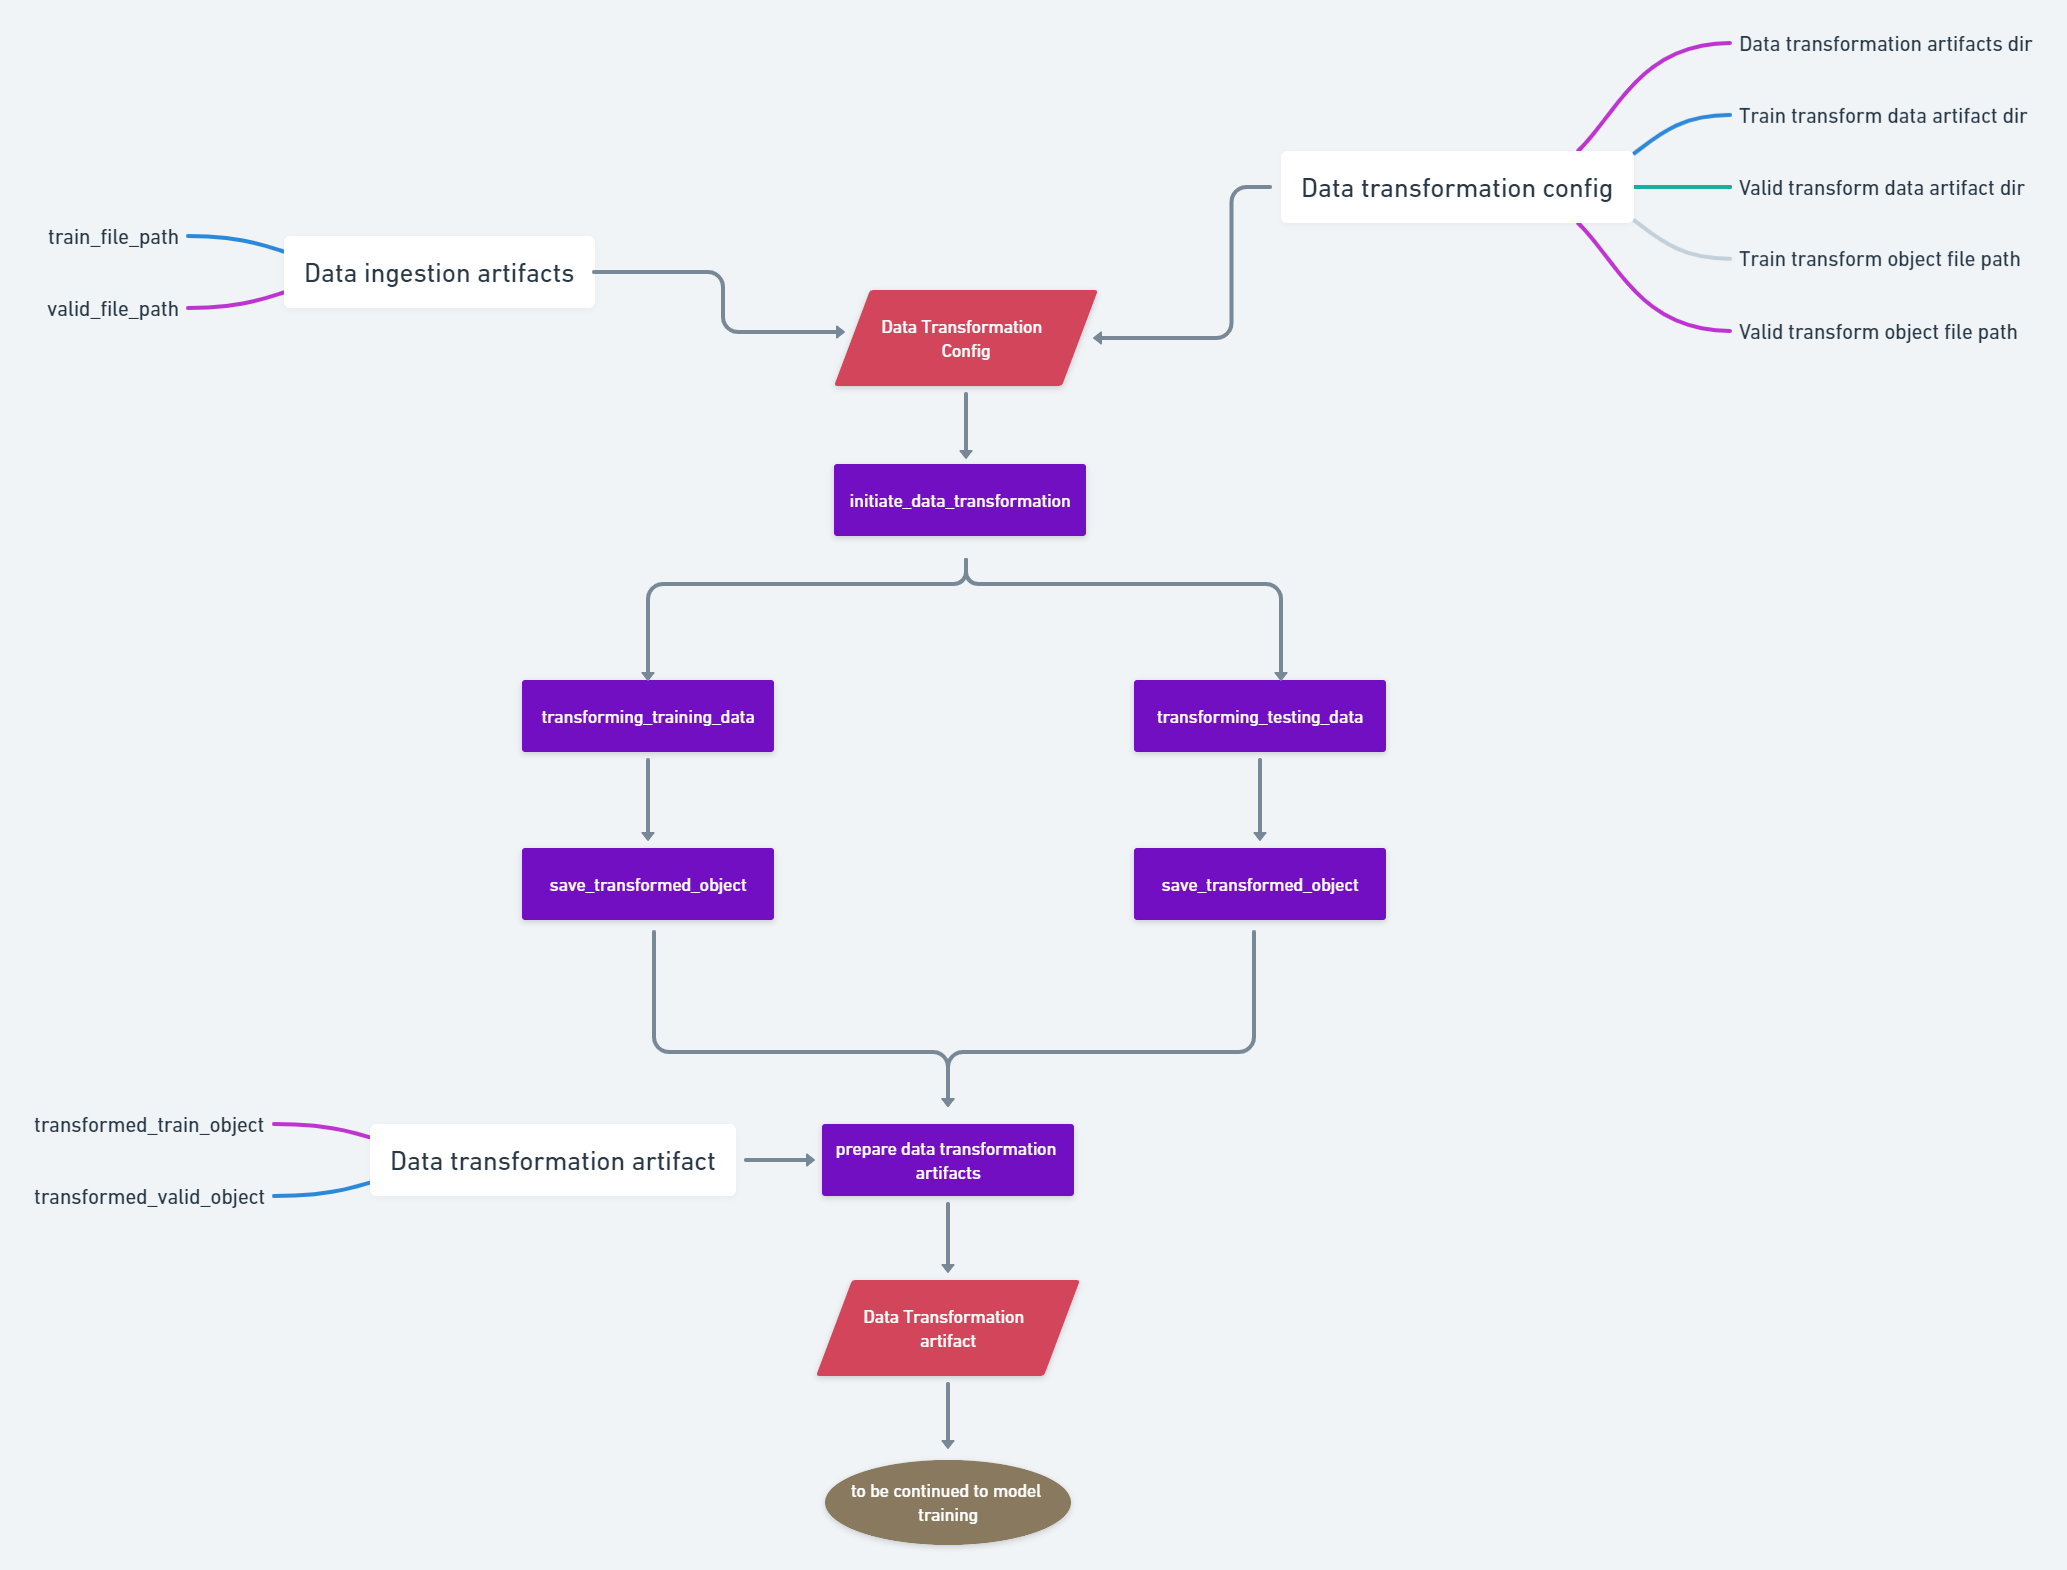 Data transformation artifacts dir
Train transform data artifact dir
Data transformation config
Valid transform data artifact dir
Train transform object file path
Valid transform object file path
train_file_path
Data ingestion artifacts
valid_file_path
Data Transformation
Config
initiate_data_transformation
transforming_training_data
transforming_testing_data
save_transformed_object
save_transformed_object
transformed_train_object
Data transformation artifact
transformed_valid_object
prepare data transformation
artifacts
Data Transformation
artifact
to be continued to model
training